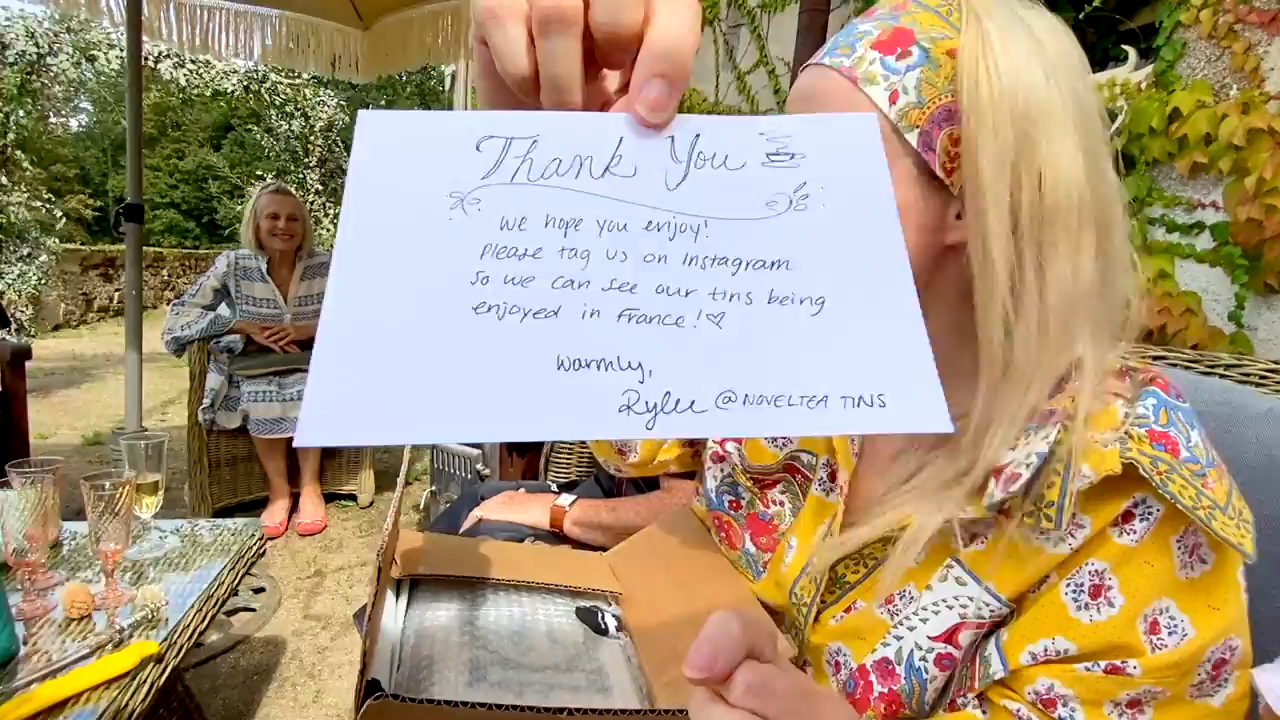 Thank You
We hope you enjoy!
Please tag us on Instagram
So we can see our tins being
enjoyed in France!♡
Warmly,
Rylee @NOVELTEA TINS